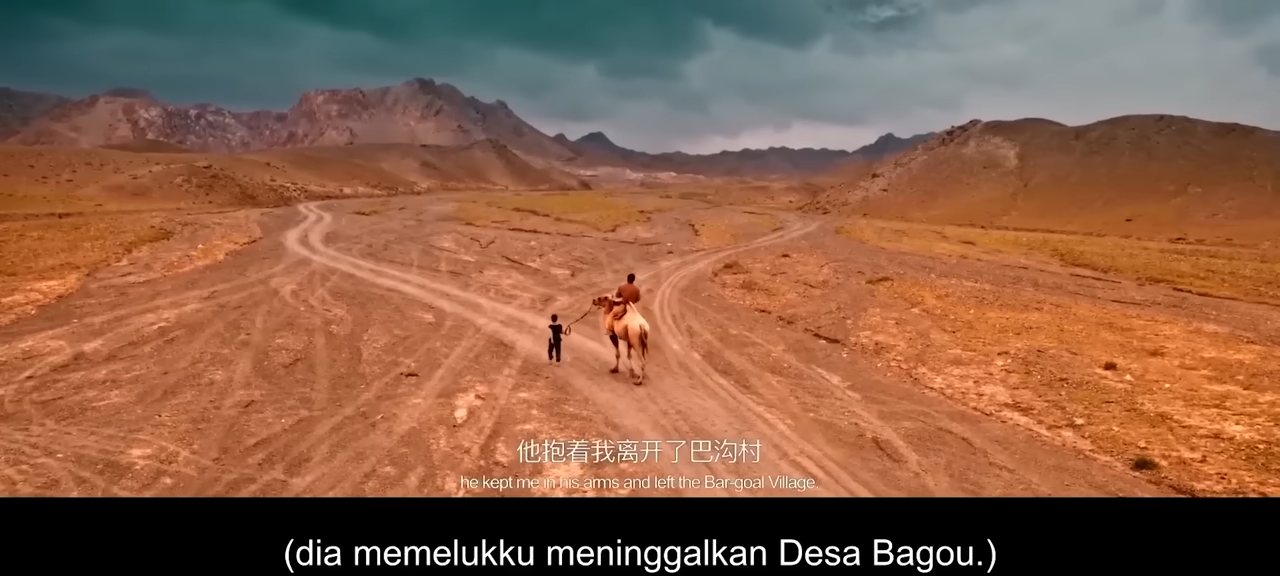 他抱着我离开了巴沟村
he kept me in his arms and left the Bar-goal Village.
(dia memelukku meninggalkan Desa Bagou.)